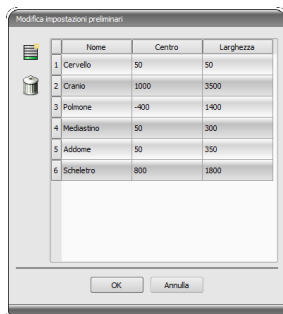 Modifica impostazioni preliminari
Nome Centro Larghezza
1 Cervello 50 50
2 Cranio 1000 3500
3 Polmone -400 1400
4 Mediastino 50 300
5 Addome 50 350
6 Scheletro 800 1800
OK Annulla